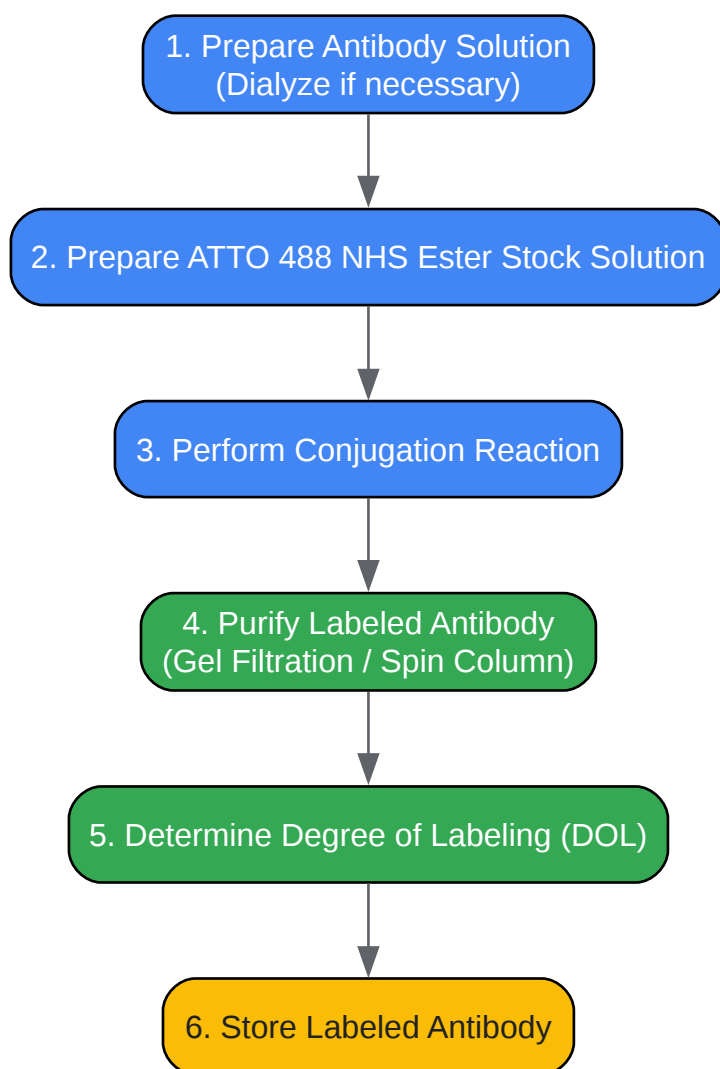 1. Prepare Antibody Solution
(Dialyze if necessary)
2. Prepare ATTO 488 NHS Ester Stock Solution
3. Perform Conjugation Reaction
4. Purify Labeled Antibody
(Gel Filtration / Spin Column)
5. Determine Degree of Labeling (DOL)
6. Store Labeled Antibody